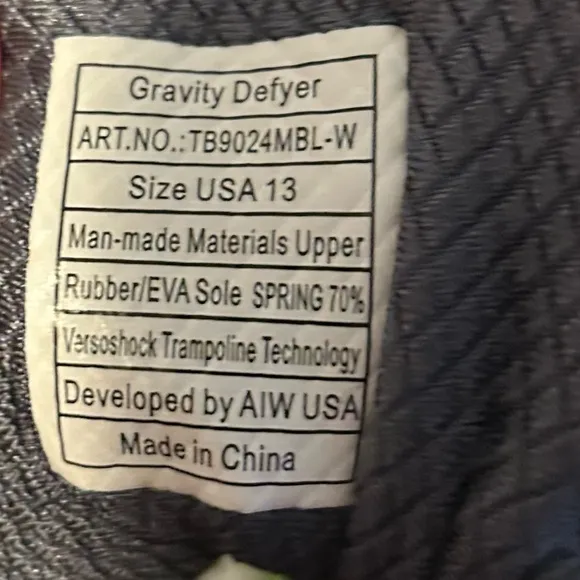 Gravity Defyer
ART.NO.:TB9024MBL-W
Size USA 13
Man-made Materials Upper
Rubber/EVA Sole SPRING 70%
Versoshock Trampoline Technology
Developed by AIW USA
Made in China